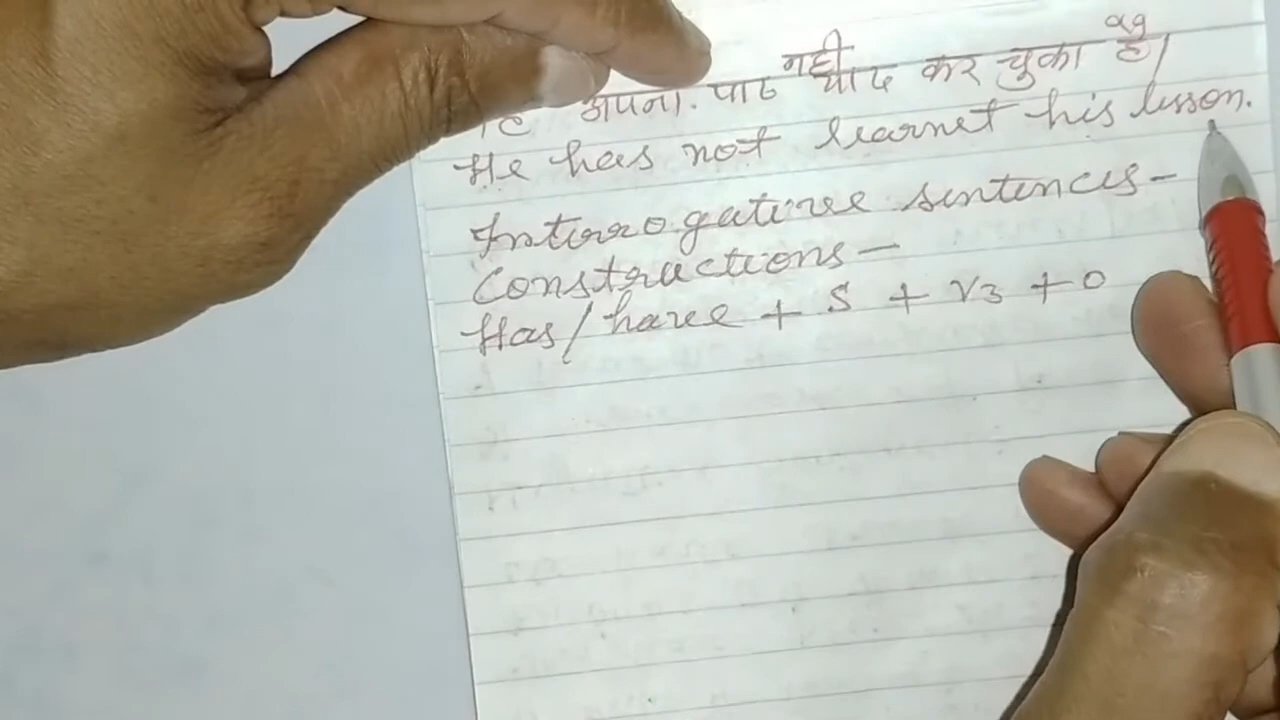 अपना पाठ नही याद कर चुका है।
He has not learnet his lesson.
Interrogative sentences-
Constructions-
Has/have + S + V3 + O